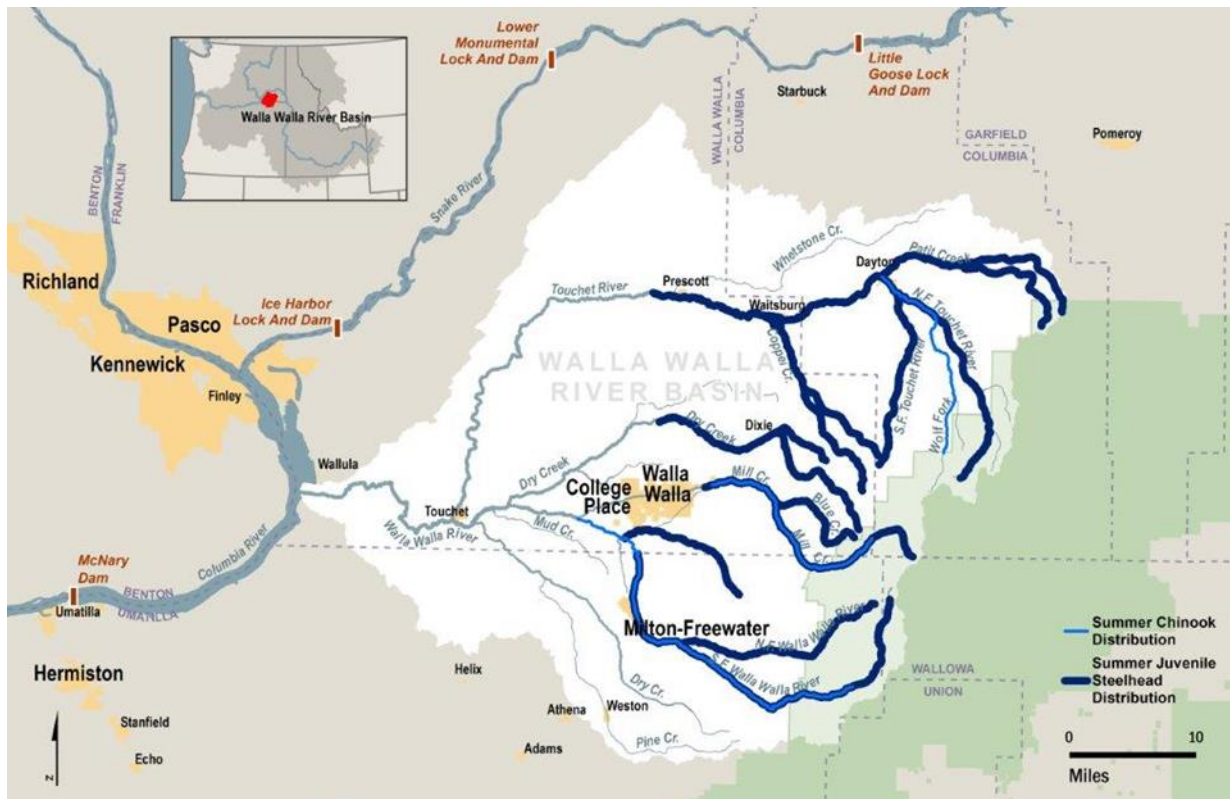 Lower
Monumental
Lock And Dam
Little
Goose Lock
And Dam
Starbuck
WALLA WALLA
COLUMBIA
GARFIELD
COLUMBIA
Pomeroy
Walla Walla River Basin
BENTON
FRANKLIN
Snake River
Richland
Pasco
Kennewick
Finley
Ice Harbor
Lock And Dam
Whetstone Cr.
Patit Creek
Dayton
Touchet River
Prescott
Waitsburg
N.F. Touchet River
Coppei Cr.
S.F. Touchet River
Wolf Fork
WALLA WALLA
RIVER BASIN
Dry Creek
Dixie
Wallula
Dry Creek
College
Place
Walla
Walla
Mill Cr.
Blue Cr.
Mill Cr.
Touchet
Mud Cr.
Walla Walla River
Columbia River
McNary
Dam
BENTON
UMATILLA
Umatilla
Milton-Freewater
N.F. Walla Walla River
S.F. Walla Walla River
Hermiston
Helix
Dry Cr.
Athena
Weston
Pine Cr.
Adams
Stanfield
Echo
WALLOWA
UNION
Summer Chinook
Distribution
Summer Juvenile
Steelhead
Distribution
0 10
Miles
N